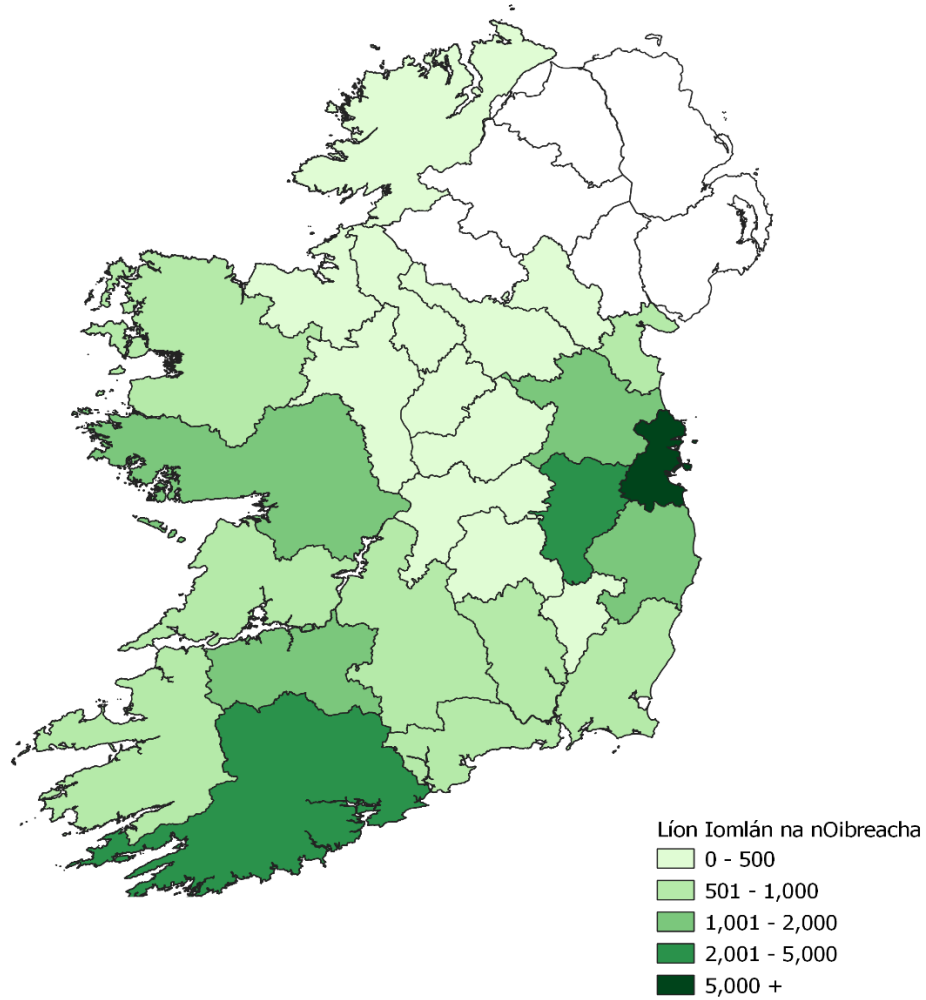 Líon Iomlán na nOibreacha
0 - 500
501 - 1,000
1,001 - 2,000
2,001 - 5,000
5,000 +